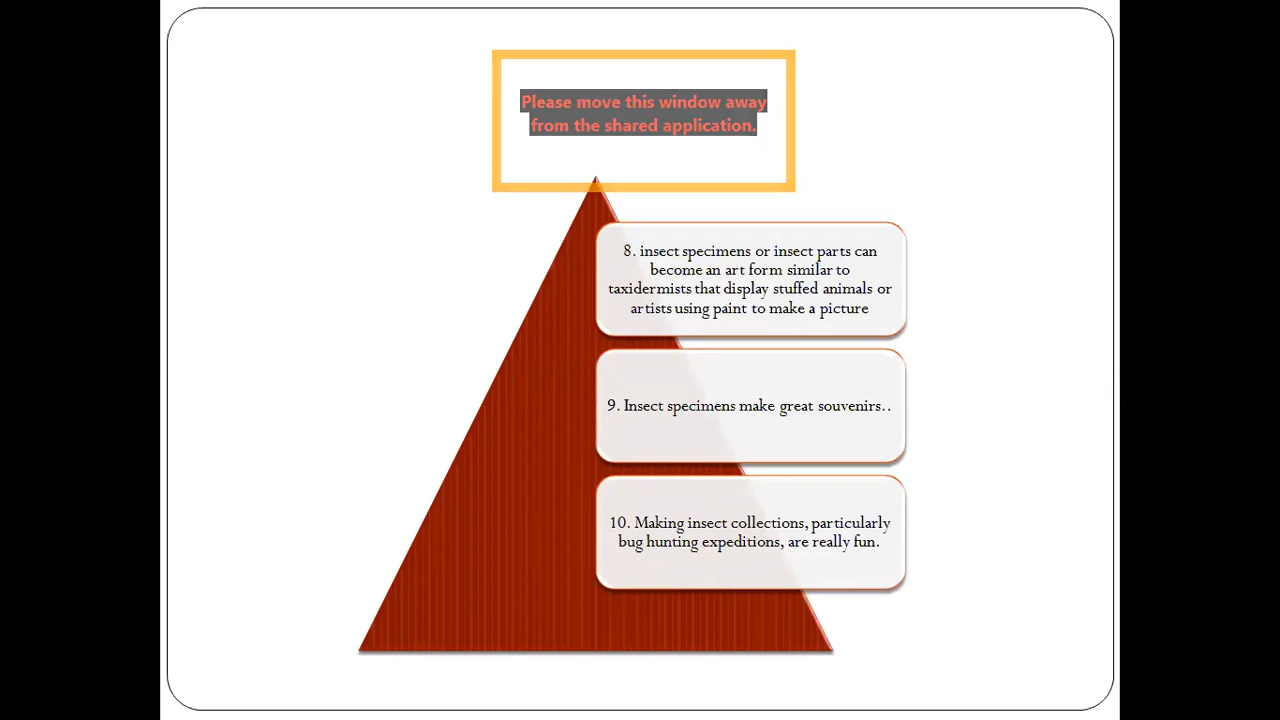 Please move this window away
from the shared application.
8. insect specimens or insect parts can
become an art form similar to
taxidermists that display stuffed animals or
artists using paint to make a picture
9. Insect specimens make great souvenirs..
10. Making insect collections, particularly
bug hunting expeditions, are really fun.